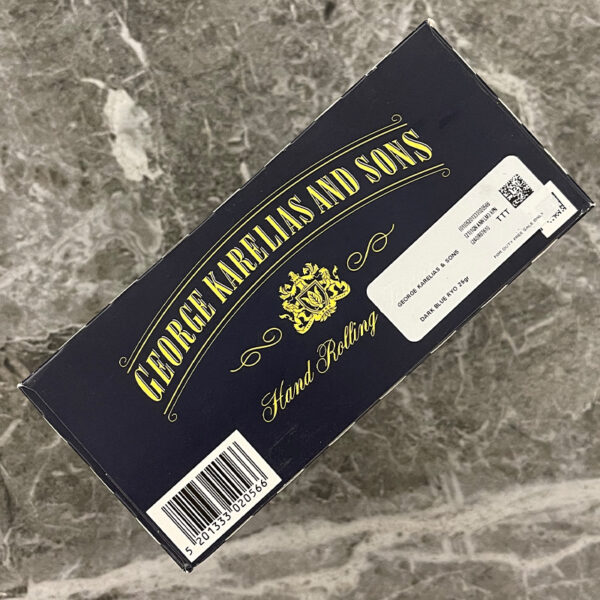 GEORGE KARELIAS AND SONS
Hand Rolling
TTT
FOR DUTY FREE SALE ONLY
GEORGE KARELIAS & SONS
DARK BLUE RYO 25gr
5 201333 020566